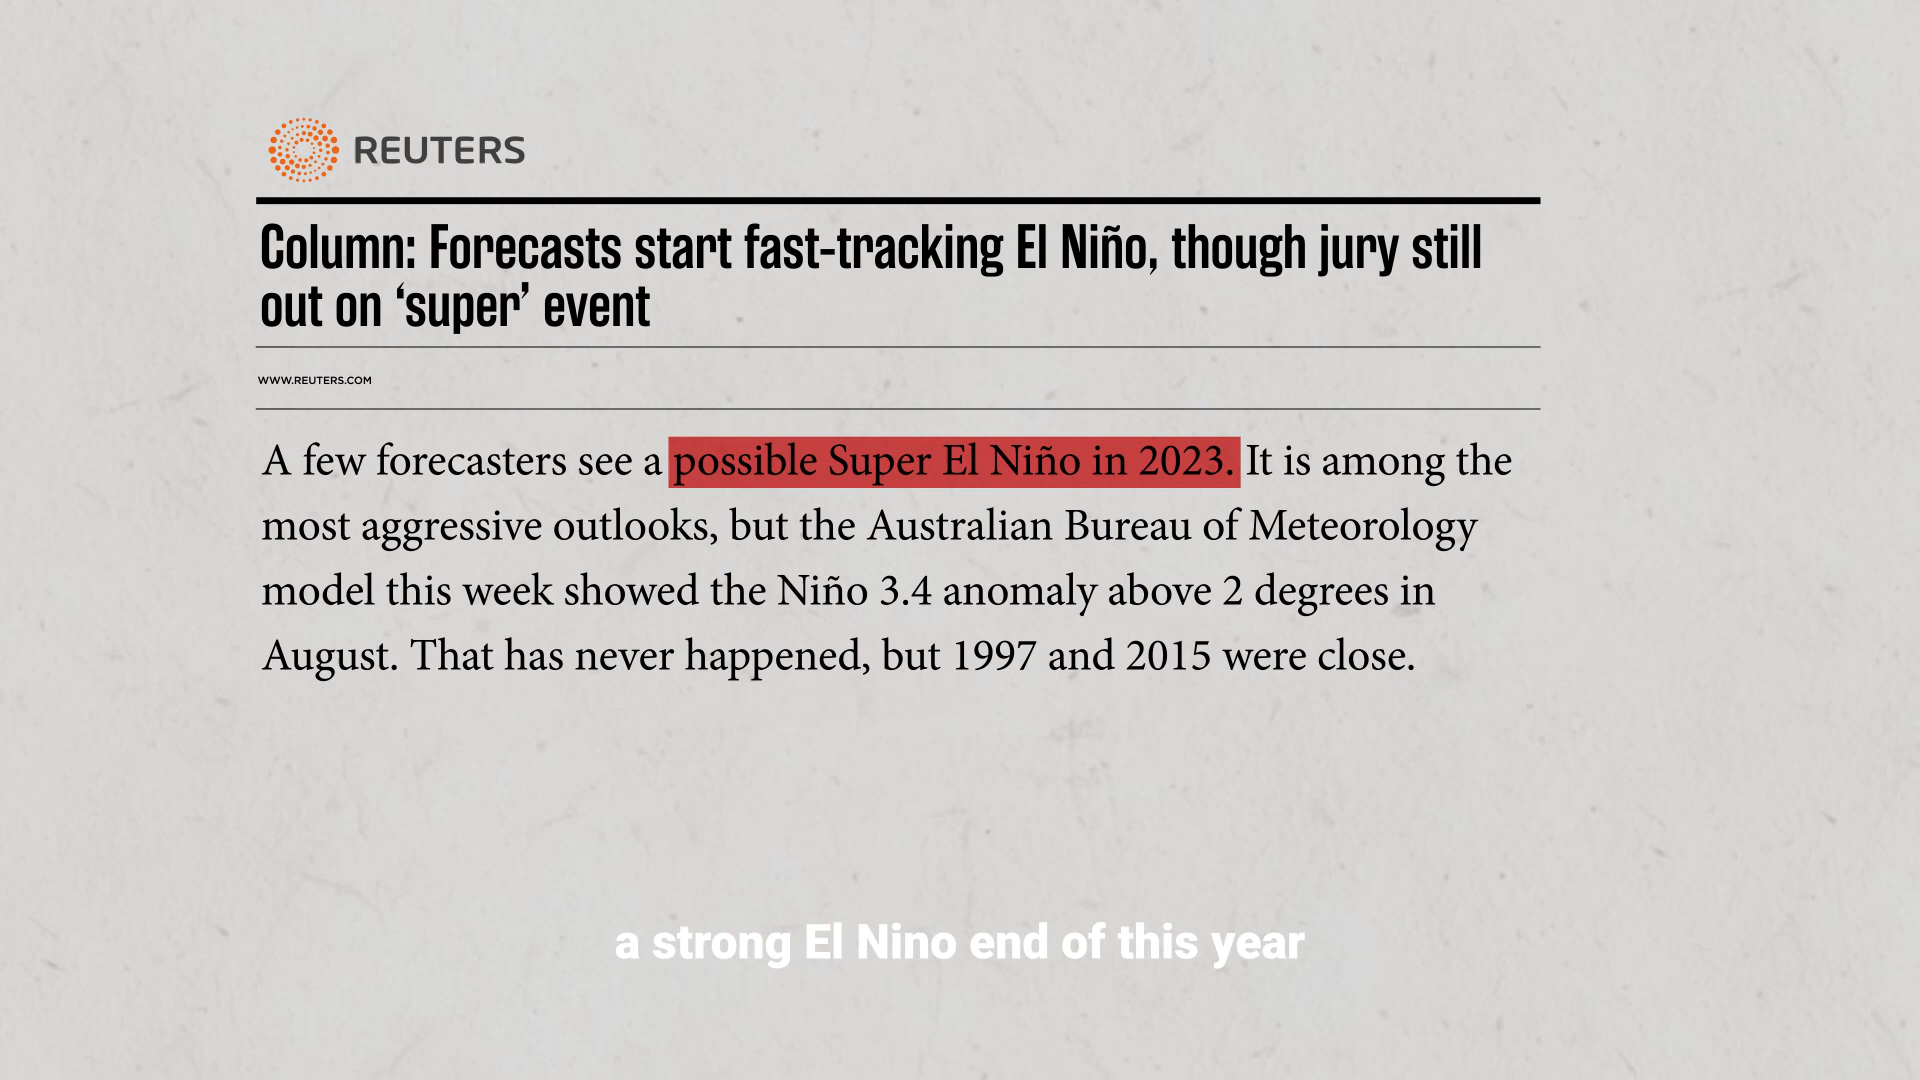 REUTERS
Column: Forecasts start fast-tracking El Niño, though jury still
out on ‘super’ event
WWW.REUTERS.COM
A few forecasters see a possible Super El Niño in 2023. It is among the
most aggressive outlooks, but the Australian Bureau of Meteorology
model this week showed the Niño 3.4 anomaly above 2 degrees in
August. That has never happened, but 1997 and 2015 were close.
a strong El Nino end of this year